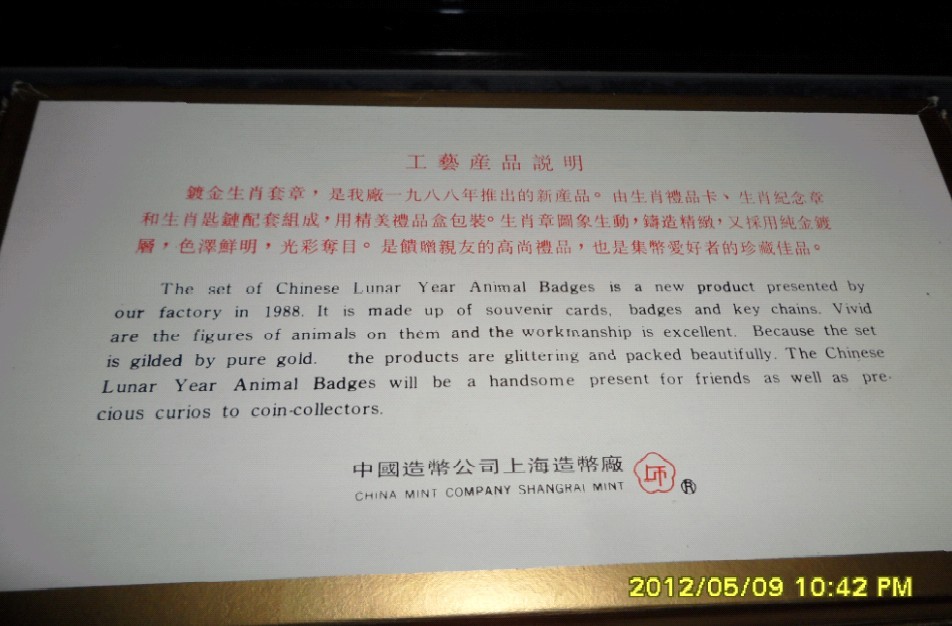 工藝産品説明
鍍金生肖套章，是我廠一九八八年推出的新産品。由生肖禮品卡、生肖紀念章
和生肖匙鏈配套組成，用精美禮品盒包裝。生肖章圖象生動，鑄造精緻，又採用純金鍍
層，色澤鮮明，光彩奪目。是饋贈親友的高尚禮品，也是集幣愛好者的珍藏佳品。
The set of Chinese Lunar Year Animal Badges is a new product presented by
our factory in 1988. It is made up of souvenir cards, badges and key chains. Vivid
are the figures of animals on them and the workmanship is excellent. Because the set
is gilded by pure gold. the products are glittering and packed beautifully. The Chinese
Lunar Year Animal Badges will be a handsome present for friends as well as pre-
cious curios to coin-collectors.
中國造幣公司上海造幣廠
CHINA MINT COMPANY SHANGRAI MINT ®
2012/05/09 10:42 PM